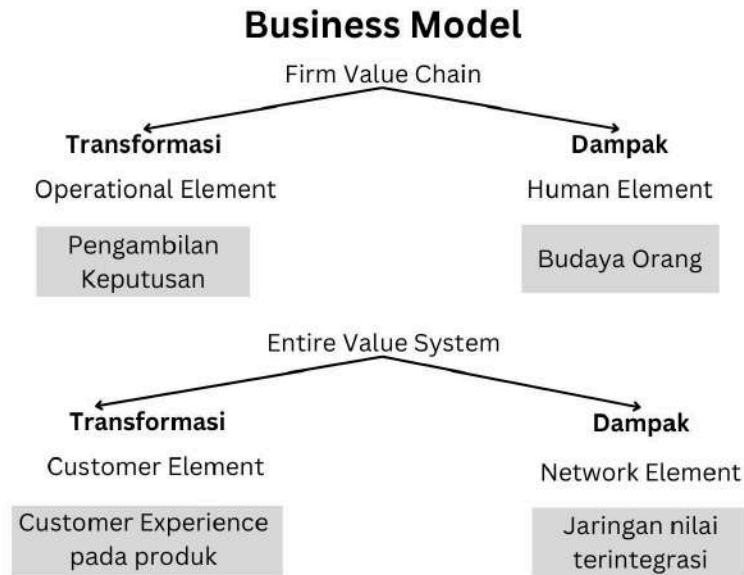 Business Model
Firm Value Chain
Transformasi
Dampak
Operational Element
Human Element
Pengambilan
Keputusan
Budaya Orang
Entire Value System
Transformasi
Dampak
Customer Element
Network Element
Customer Experience
pada produk
Jaringan nilai
terintegrasi